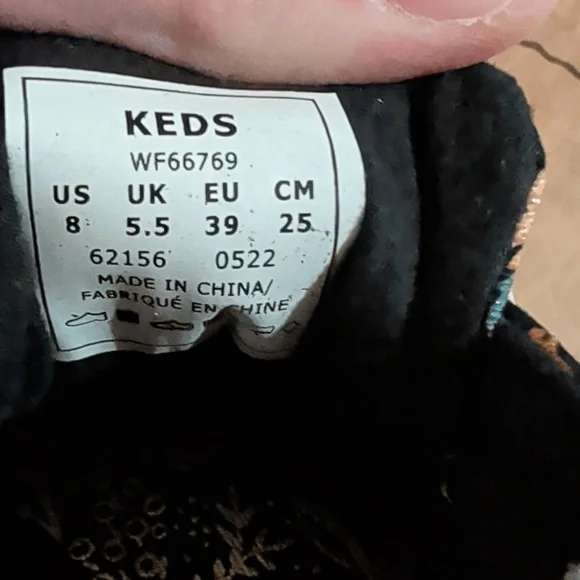 KEDS
WF66769
US UK EU CM
8 5.5 39 25
62156 0522
MADE IN CHINA/
FABRIQUÉ EN CHINE